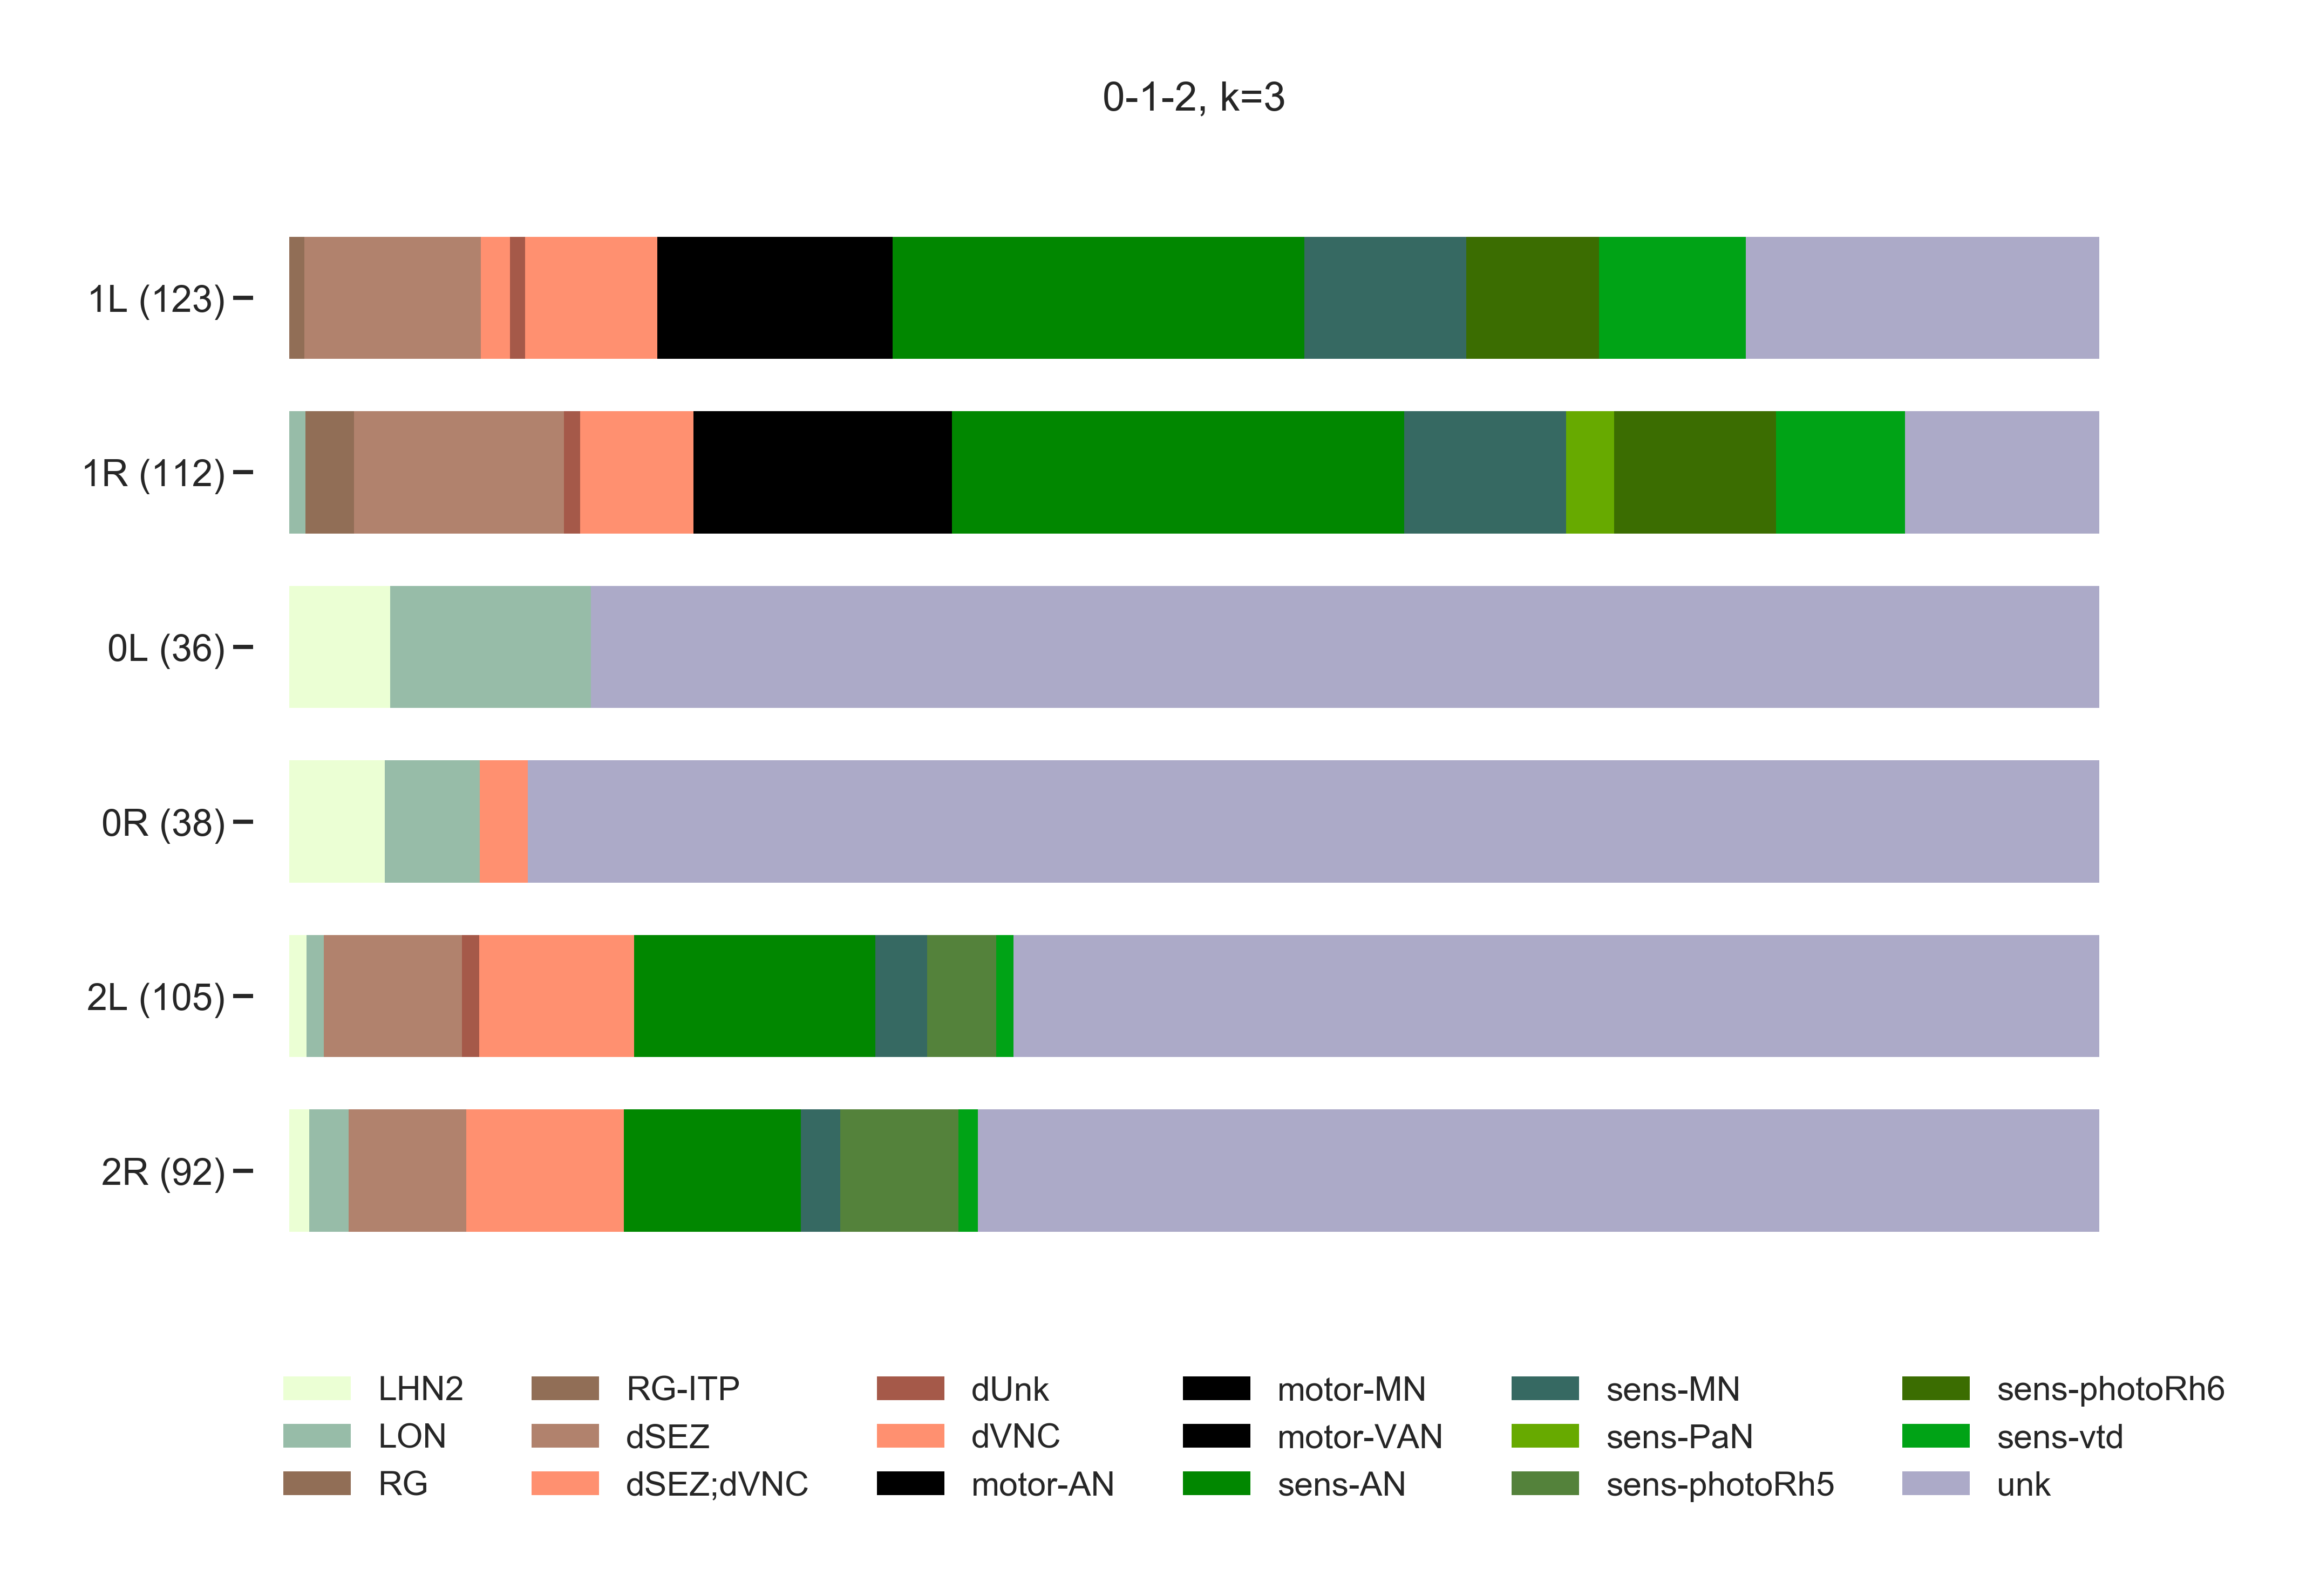 0-1-2, k=3
1L (123)
1R (112)
0L (36)
0R (38)
2L (105)
2R (92)
LHN2 RG-ITP dUnk motor-MN sens-MN sens-photoRh6
LON dSEZ dVNC motor-VAN sens-PaN sens-vtd
RG dSEZ;dVNC motor-AN sens-AN sens-photoRh5 unk